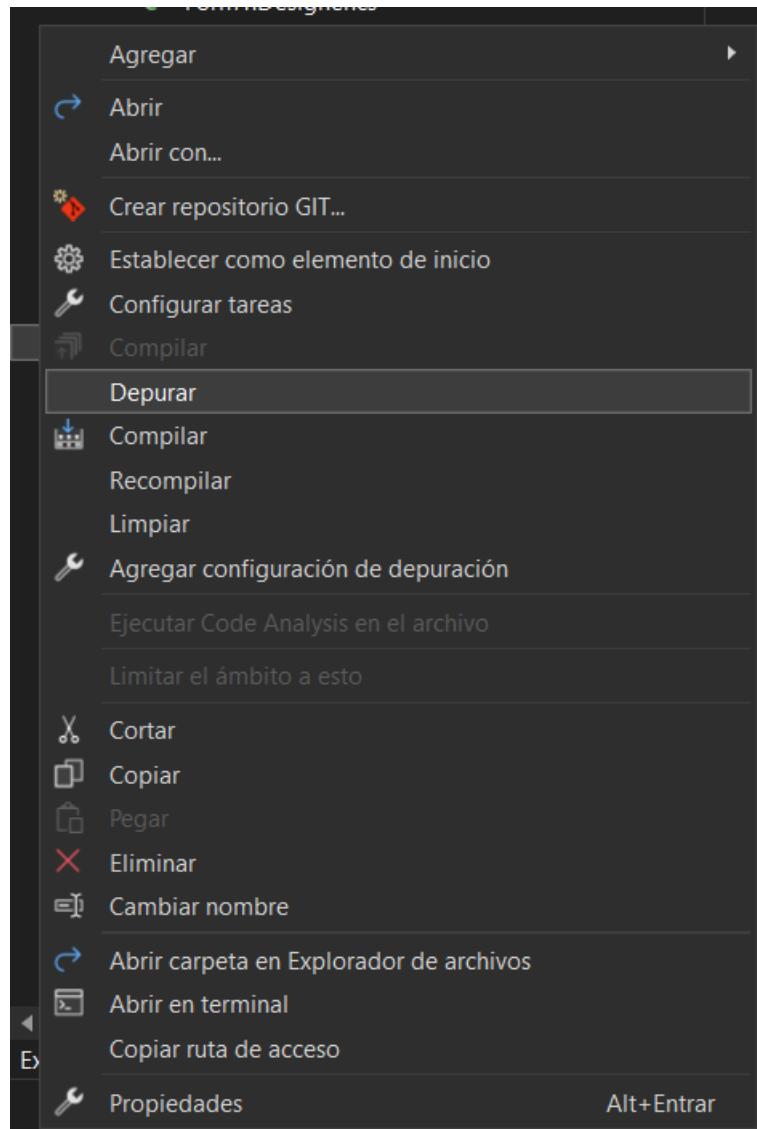 Agregar
Abrir
Abrir con...
Crear repositorio GIT...
Establecer como elemento de inicio
Configurar tareas
Compilar
Depurar
Compilar
Recompilar
Limpiar
Agregar configuración de depuración
Ejecutar Code Analysis en el archivo
Limitar el ámbito a esto
Cortar
Copiar
Pegar
Eliminar
Cambiar nombre
Abrir carpeta en Explorador de archivos
Abrir en terminal
Copiar ruta de acceso
Propiedades Alt+Entrar